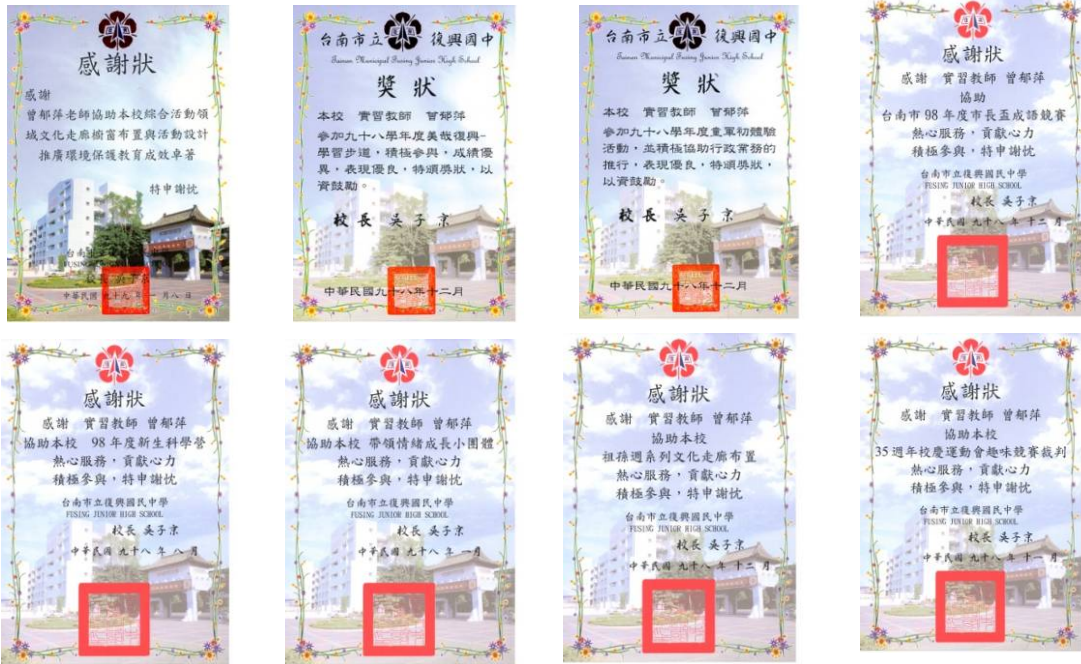 感謝狀
感謝
曾郁萍老師協助本校綜合活動領
域文化走廊櫥窗布置與活動設計
推廣環境保護教育成效卓著
特申謝忱
中華民國 九十九 年 一 月 八 日
台南市立 復興國中
Tainan Municipal Fusing Junior High School
獎 狀
本校 實習教師 曾郁萍
參加九十八學年度美哉復興-
學習步道,積極參與,成績優
異,表現優良,特頒獎狀,以
資鼓勵。
校 長 吳 子 京
中華民國九十八年十二月
台南市立 復興國中
Tainan Municipal Fusing Junior High School
獎 狀
本校 實習教師 曾郁萍
參加九十八學年度童軍初體驗
活動,並積極協助行政業務的
推行,表現優良,特頒獎狀,
以資鼓勵。
校 長 吳 子 京
中華民國九十八年十二月
感謝狀
感謝 實習教師 曾郁萍
協助
台南市 98 年度市長盃成語競賽
熱心服務,貢獻心力
積極參與,特申謝忱
台南市立復興國民中學
FUSING JUNIOR HIGH SCHOOL
校長 吳子京
中華民國 九十八 年 十二 月
感謝狀
感謝 實習教師 曾郁萍
協助本校 98 年度新生科學營
熱心服務,貢獻心力
積極參與,特申謝忱
台南市立復興國民中學
FUSING JUNIOR HIGH SCHOOL
校長 吳子京
中華民國 九十八 年 八 月
感謝狀
感謝 實習教師 曾郁萍
協助本校 帶領情緒成長小團體
熱心服務,貢獻心力
積極參與,特申謝忱
台南市立復興國民中學
FUSING JUNIOR HIGH SCHOOL
校長 吳子京
中華民國 九十八 年 一月
感謝狀
感謝 實習教師 曾郁萍
協助本校
祖孫週系列文化走廊布置
熱心服務,貢獻心力
積極參與,特申謝忱
台南市立復興國民中學
FUSING JUNIOR HIGH SCHOOL
校長 吳子京
中華民國 九十八 年 十二 月
感謝狀
感謝 實習教師 曾郁萍
協助本校
35 週年校慶運動會趣味競賽裁判
熱心服務,貢獻心力
積極參與,特申謝忱
台南市立復興國民中學
FUSING JUNIOR HIGH SCHOOL
校長 吳子京
中華民國 九十八 年 十一 月